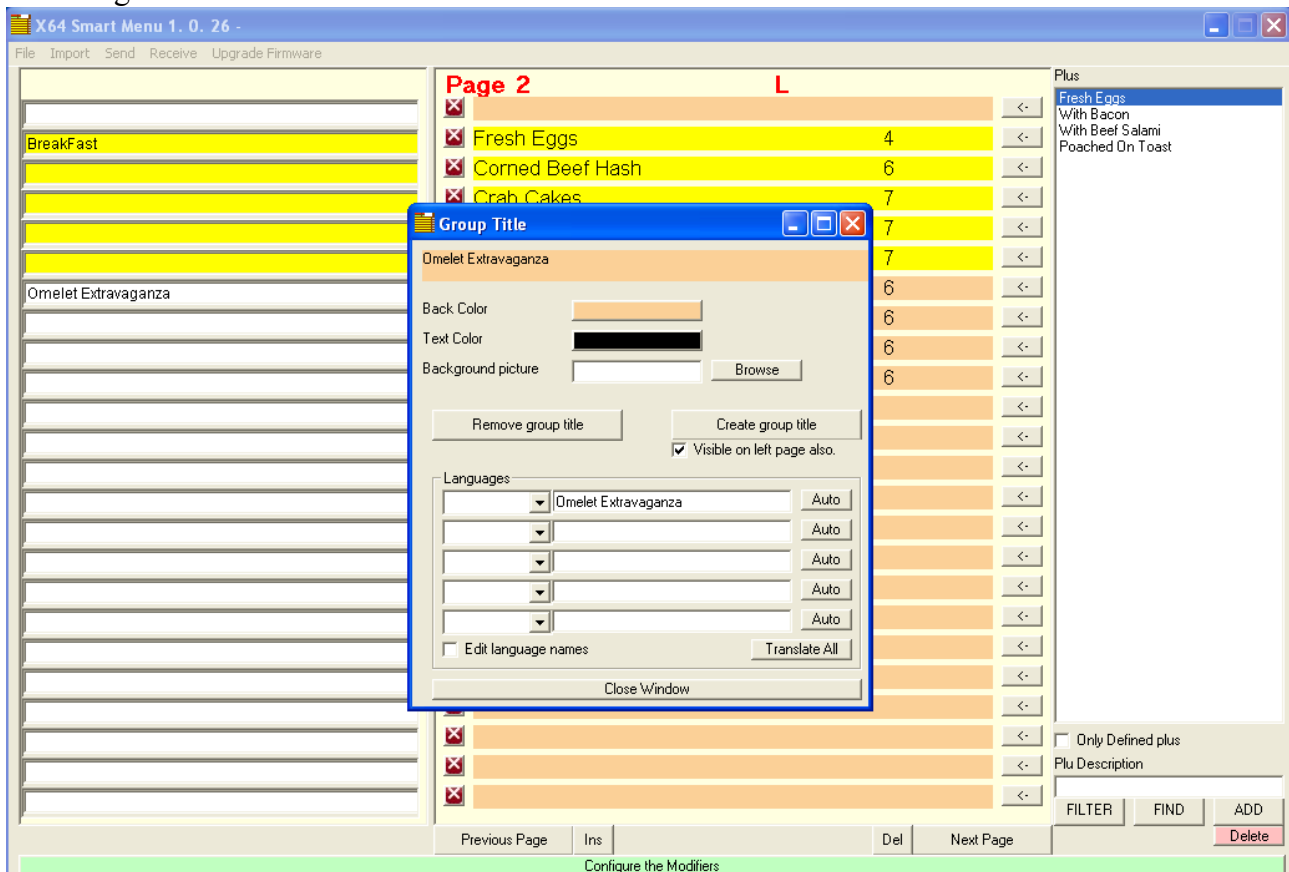 X64 Smart Menu 1. 0. 26 -
File Import Send Receive Upgrade Firmware
Page 2 L
<-
BreakFast
Fresh Eggs 4 <-
Corned Beef Hash 6 <-
Crab Cakes 7 <-
7 <-
7 <-
Omelet Extravaganza
6 <-
6 <-
6 <-
6 <-
<-
<-
<-
<-
<-
<-
<-
<-
<-
<-
<-
<-
<-
<-
Group Title
Omelet Extravaganza
Back Color
Text Color
Background picture Browse
Remove group title Create group title
Visible on left page also.
Languages
Omelet Extravaganza Auto
Auto
Auto
Auto
Auto
Edit language names Translate All
Close Window
Plus
Fresh Eggs
With Bacon
With Beef Salami
Poached On Toast
Only Defined plus
Plu Description
FILTER FIND ADD
Delete
Previous Page Ins Del Next Page
Configure the Modifiers